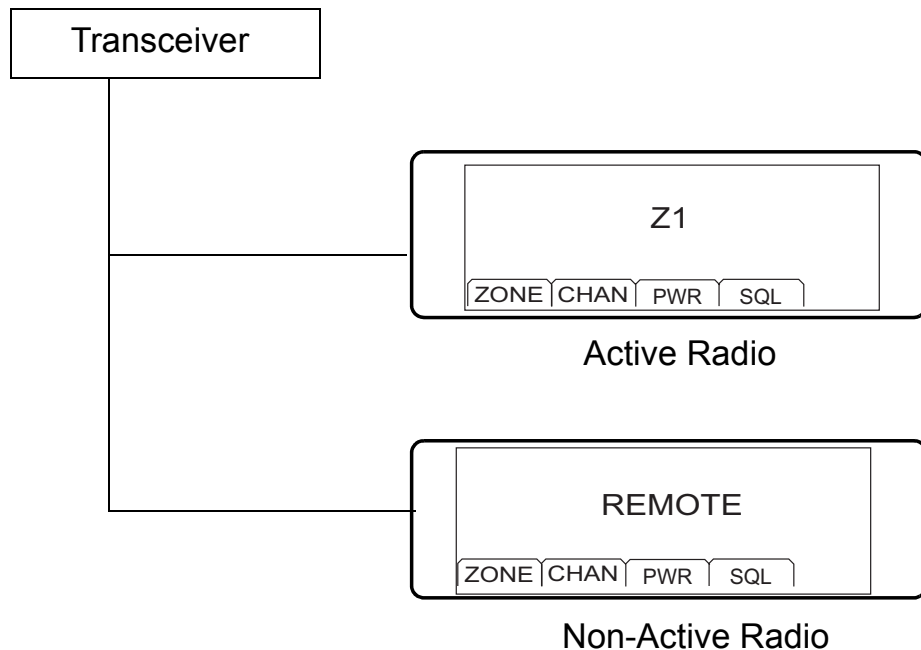 Transceiver
Z1
ZONE CHAN PWR SQL
Active Radio
REMOTE
ZONE CHAN PWR SQL
Non-Active Radio